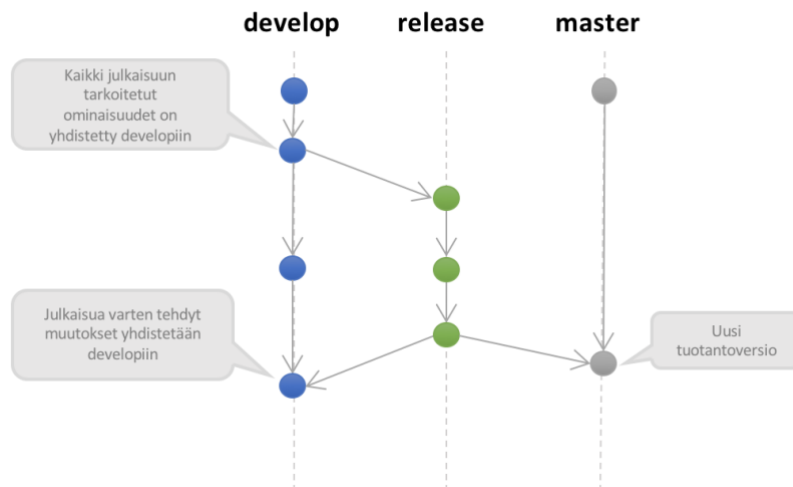 develop release master
Kaikki julkaisuun
tarkoitetut
ominaisuudet on
yhdistetty developiin
Julkaisua varten tehdyt
muutokset yhdistetään
developiin
Uusi
tuotantoversio